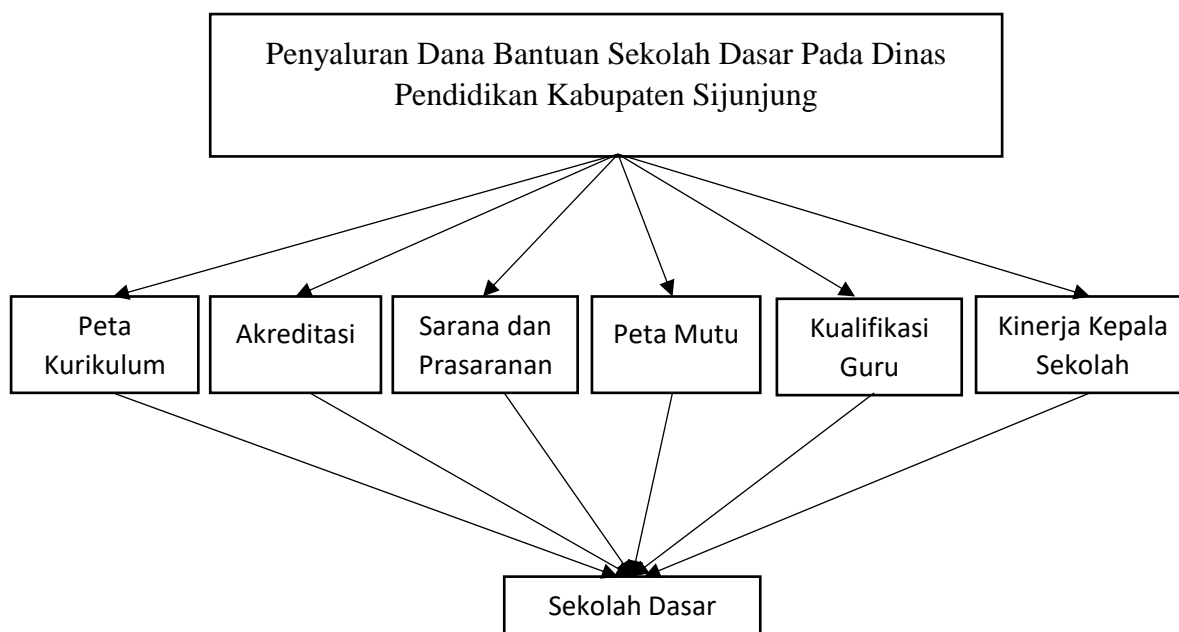 Penyaluran Dana Bantuan Sekolah Dasar Pada Dinas
Pendidikan Kabupaten Sijunjung
Peta
Kurikulum
Akreditasi
Sarana dan
Prasaranan
Peta Mutu
Kualifikasi
Guru
Kinerja Kepala
Sekolah
Sekolah Dasar